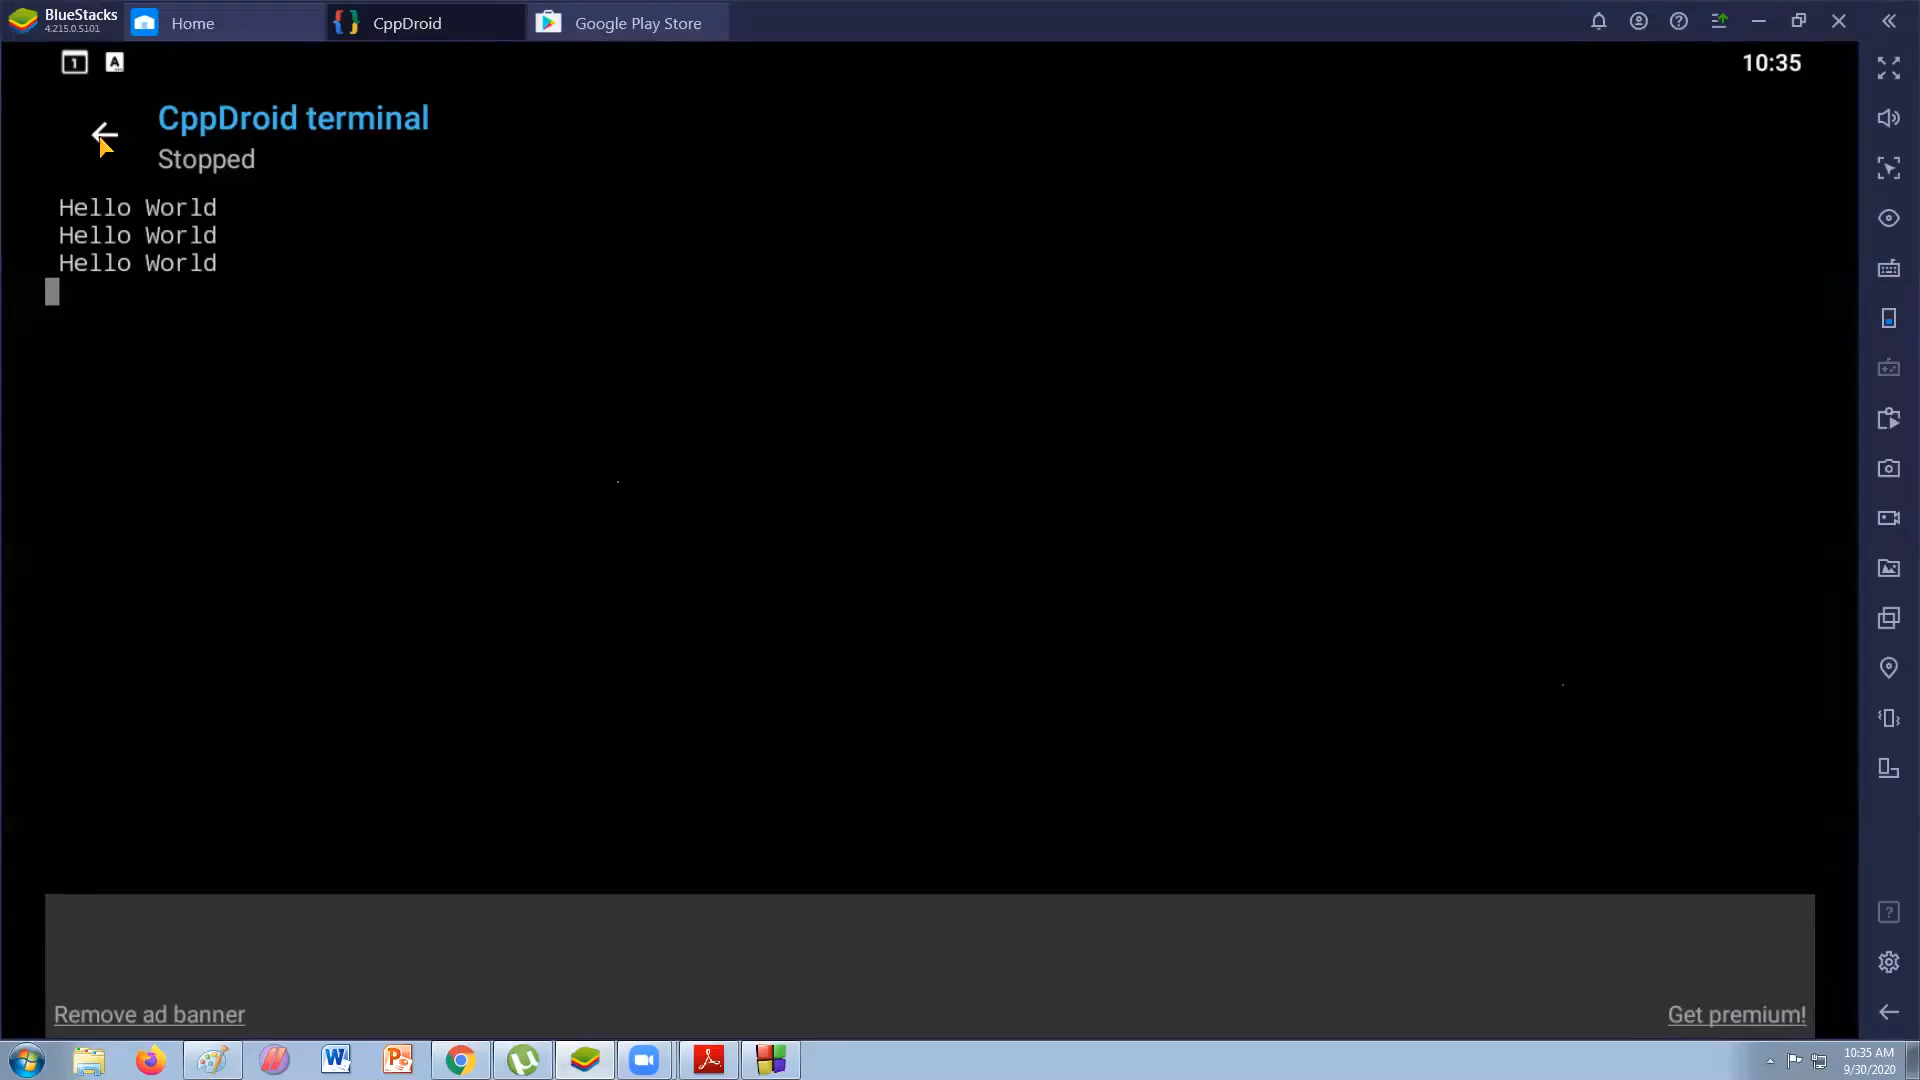 BlueStacks
4.215.0.5101
Home
CppDroid
Google Play Store
1
A
10:35
CppDroid terminal
Stopped
Hello World
Hello World
Hello World
Remove ad banner
Get premium!
10:35 AM
9/30/2020